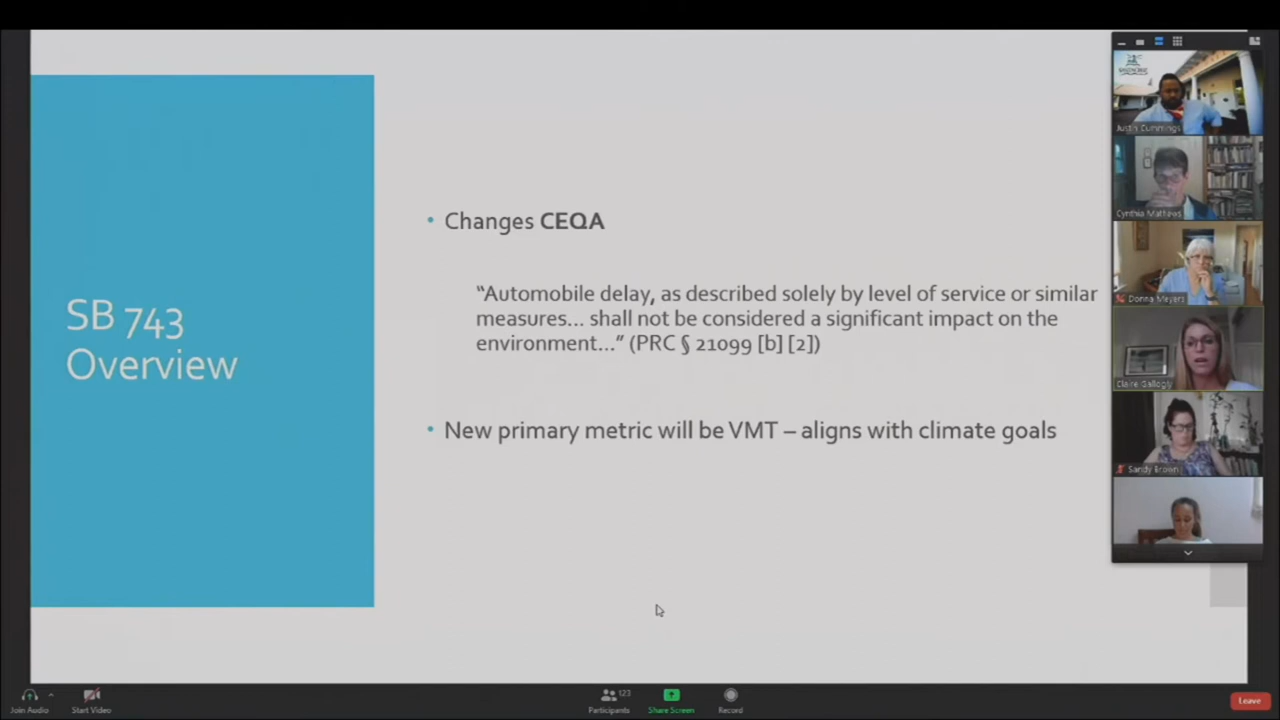 SB 743
Overview
• Changes CEQA
“Automobile delay, as described solely by level of service or similar
measures... shall not be considered a significant impact on the
environment...” (PRC § 21099 [b] [2])
• New primary metric will be VMT – aligns with climate goals
Justin Cummings
Cynthia Mathews
Donna Meyers
Claire Gallogly
Sandy Brown
Join Audio
Start Video
123
Participants
Share Screen
Record
Leave